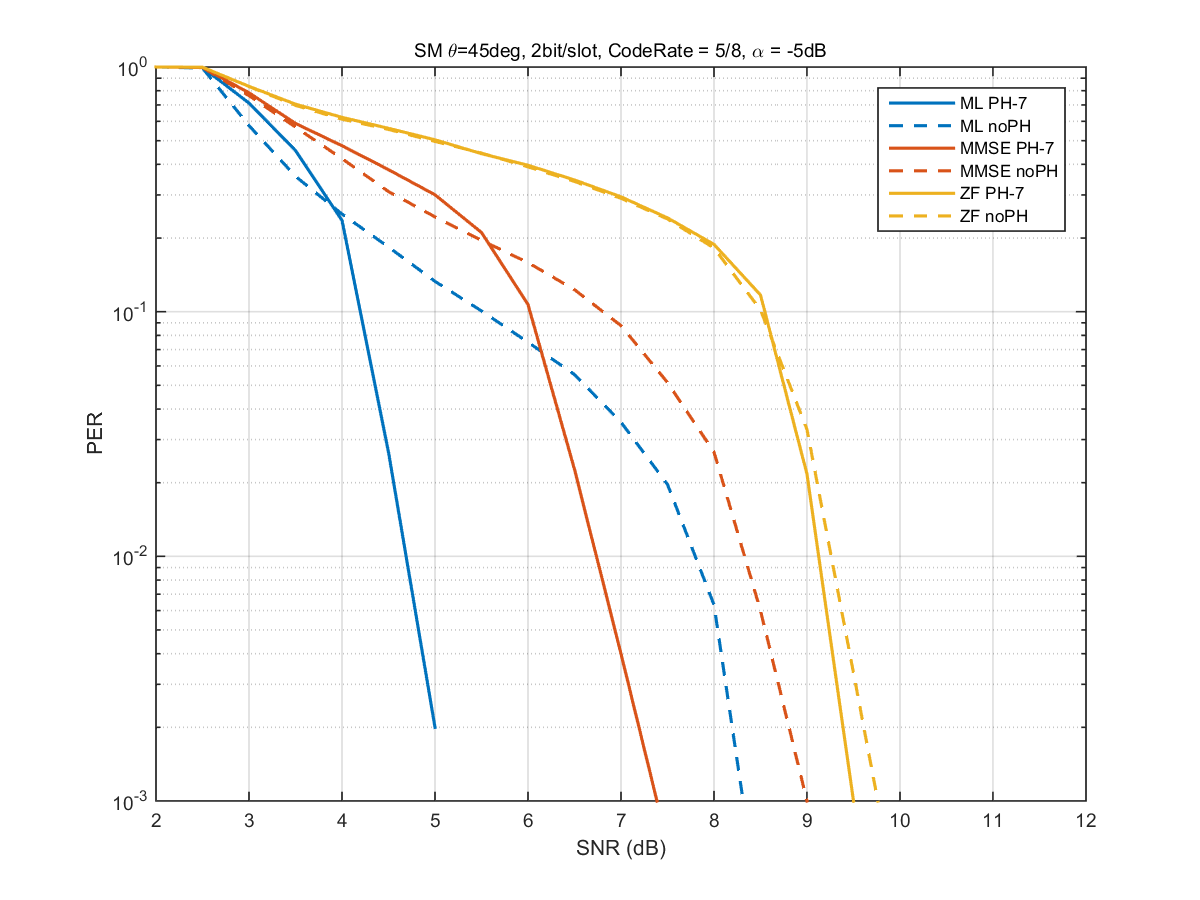 SM θ=45deg, 2bit/slot, CodeRate = 5/8, α = -5dB
10^0
10^-1
10^-2
10^-3
PER
ML PH-7
ML noPH
MMSE PH-7
MMSE noPH
ZF PH-7
ZF noPH
2 3 4 5 6 7 8 9 10 11 12
SNR (dB)